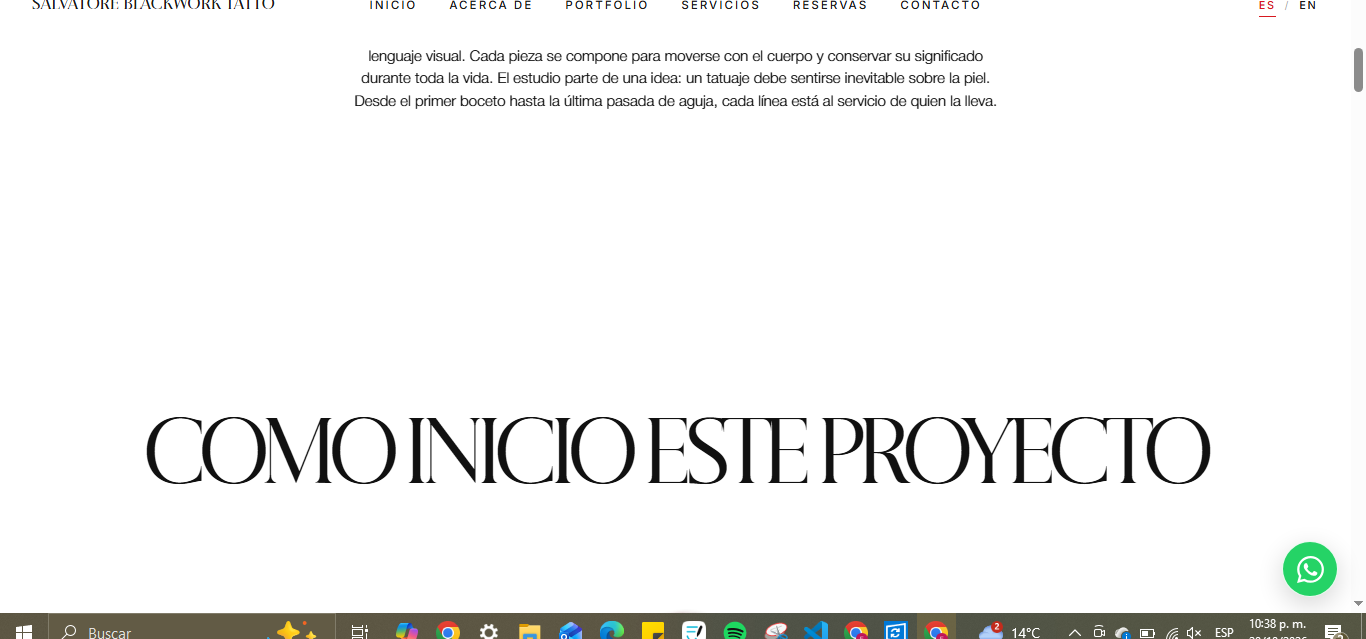 SALVATORE BLACKWORK TATTO
INICIO ACERCA DE PORTFOLIO SERVICIOS RESERVAS CONTACTO
ES / EN
lenguaje visual. Cada pieza se compone para moverse con el cuerpo y conservar su significado
durante toda la vida. El estudio parte de una idea: un tatuaje debe sentirse inevitable sobre la piel.
Desde el primer boceto hasta la última pasada de aguja, cada línea está al servicio de quien la lleva.
COMO INICIO ESTE PROYECTO
Buscar
2
14°C
ESP
10:38 p. m.